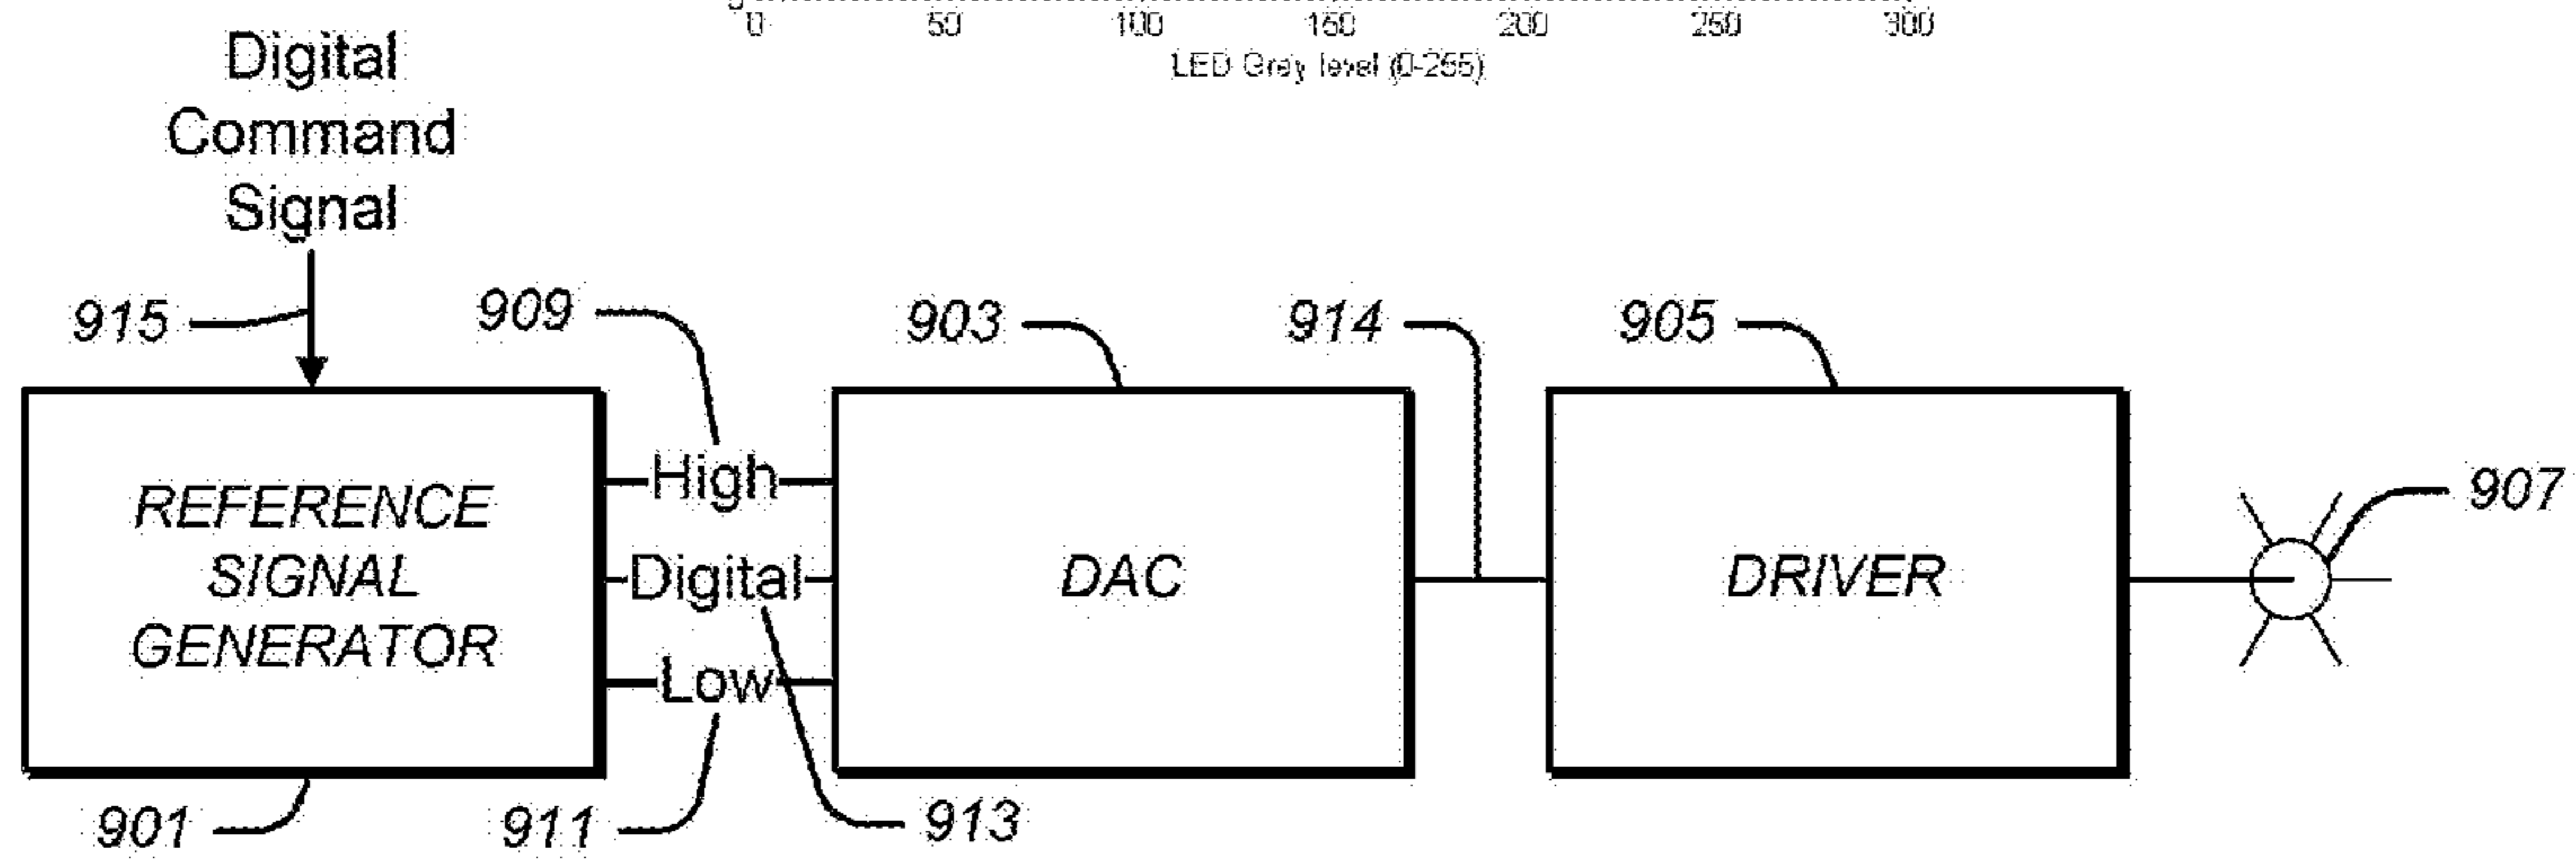 0 50 100 150 200 250 300
LED Gray level (0-255)
Digital
Command
Signal
915
909
903
914
905
907
REFERENCE
SIGNAL
GENERATOR
High
Digital
Low
DAC
DRIVER
901
911
913